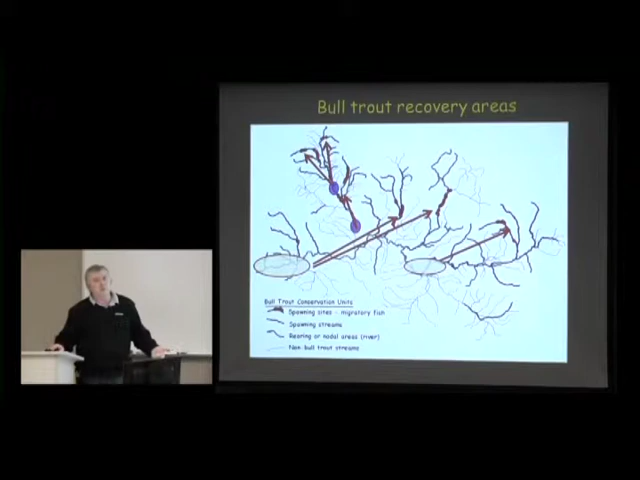 Bull trout recovery areas
Bull Trout Conservation Units
Spawning sites - migratory fish
Spawning streams
Rearing or nodal areas (river)
Non-bull trout streams